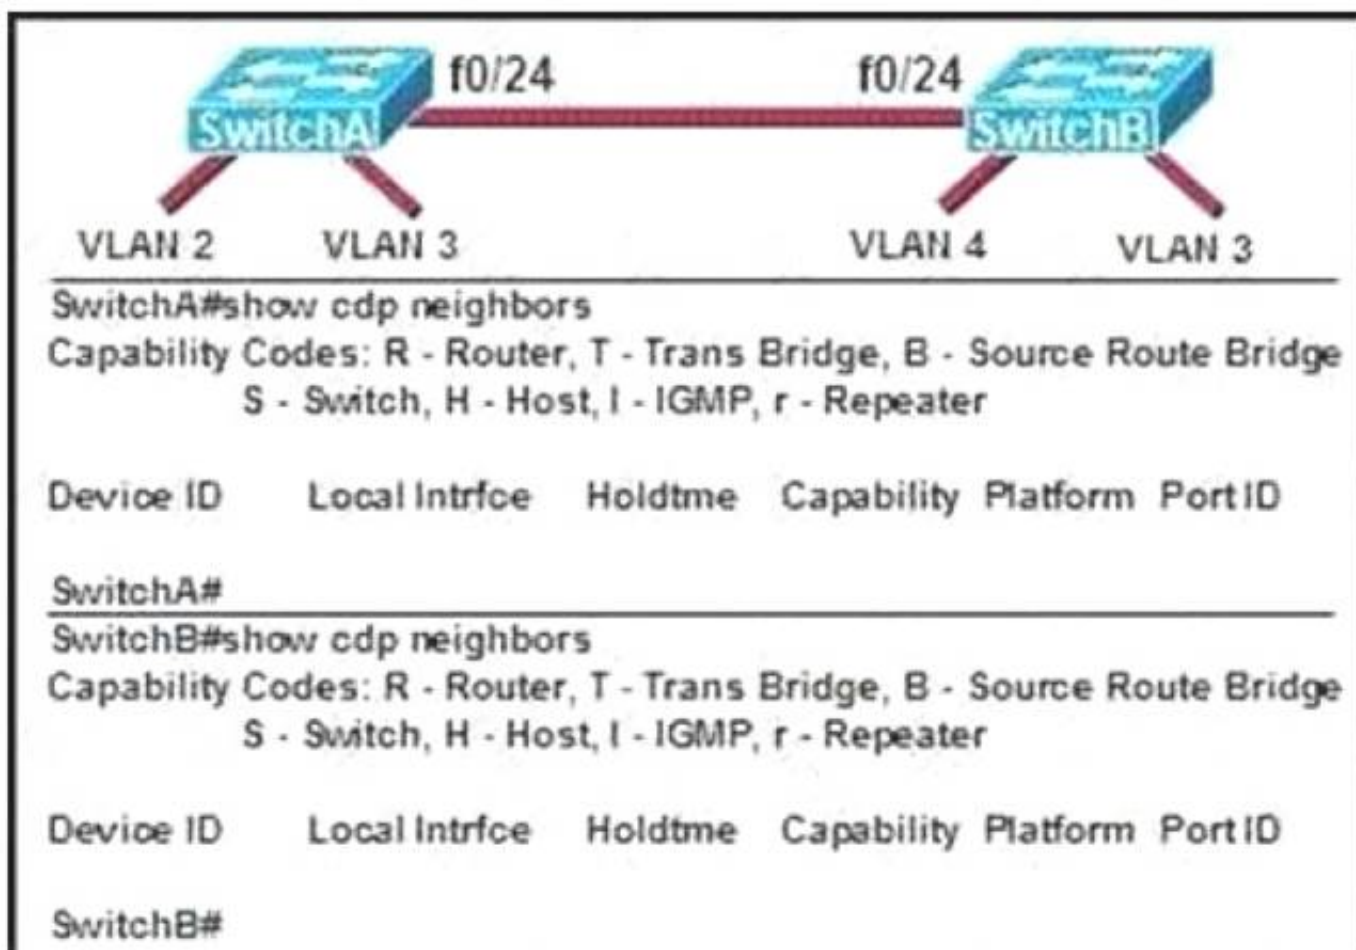 f0/24 f0/24
SwitchA SwitchB
VLAN 2 VLAN 3 VLAN 4 VLAN 3
SwitchA#show cdp neighbors
Capability Codes: R - Router, T - Trans Bridge, B - Source Route Bridge
S - Switch, H - Host, I - IGMP, r - Repeater
Device ID Local Intrfce Holdtme Capability Platform Port ID
SwitchA#
SwitchB#show cdp neighbors
Capability Codes: R - Router, T - Trans Bridge, B - Source Route Bridge
S - Switch, H - Host, I - IGMP, r - Repeater
Device ID Local Intrfce Holdtme Capability Platform Port ID
SwitchB#